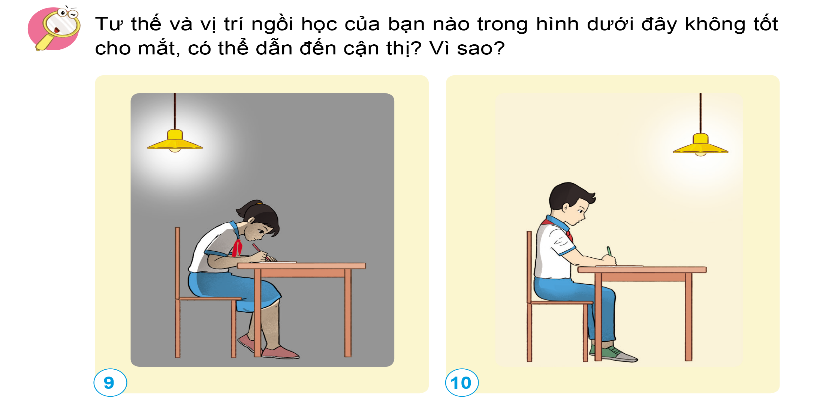 Tư thế và vị trí ngồi học của bạn nào trong hình dưới đây không tốt
cho mắt, có thể dẫn đến cận thị? Vì sao?
9
10